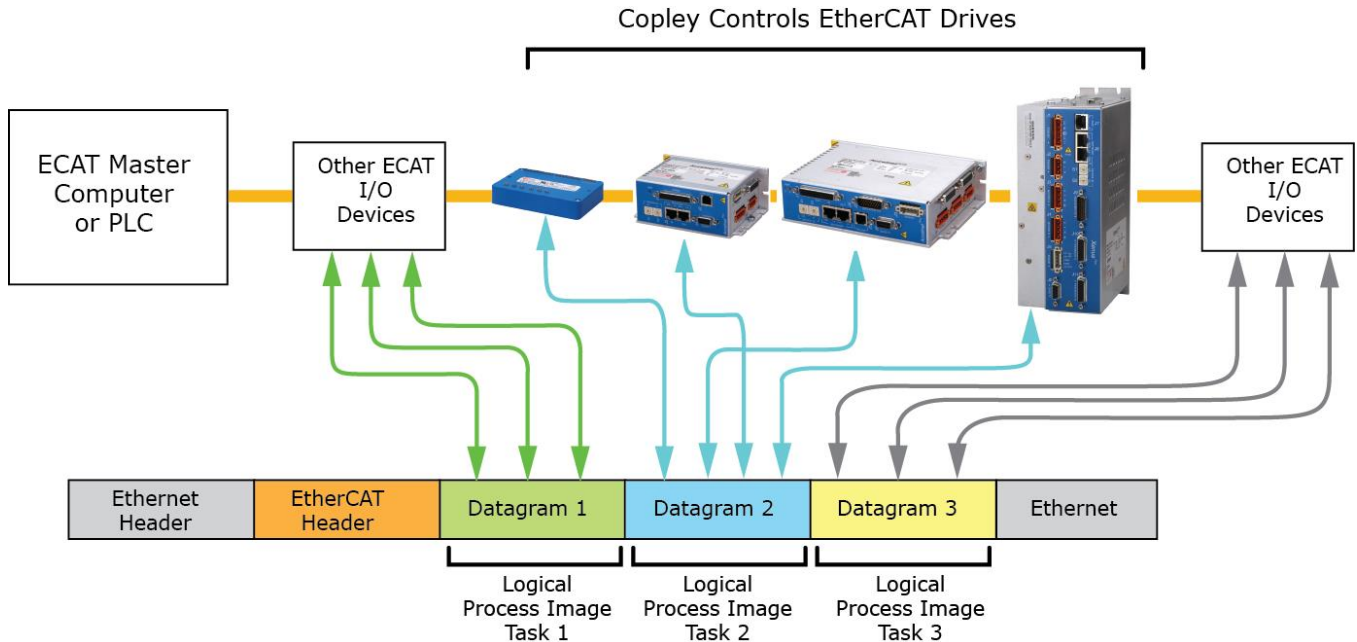 Copley Controls EtherCAT Drives
ECAT Master
Computer
or PLC
Other ECAT
I/O
Devices
Other ECAT
I/O
Devices
Ethernet
Header
EtherCAT
Header
Datagram 1
Datagram 2
Datagram 3
Ethernet
Logical
Process Image
Task 1
Logical
Process Image
Task 2
Logical
Process Image
Task 3